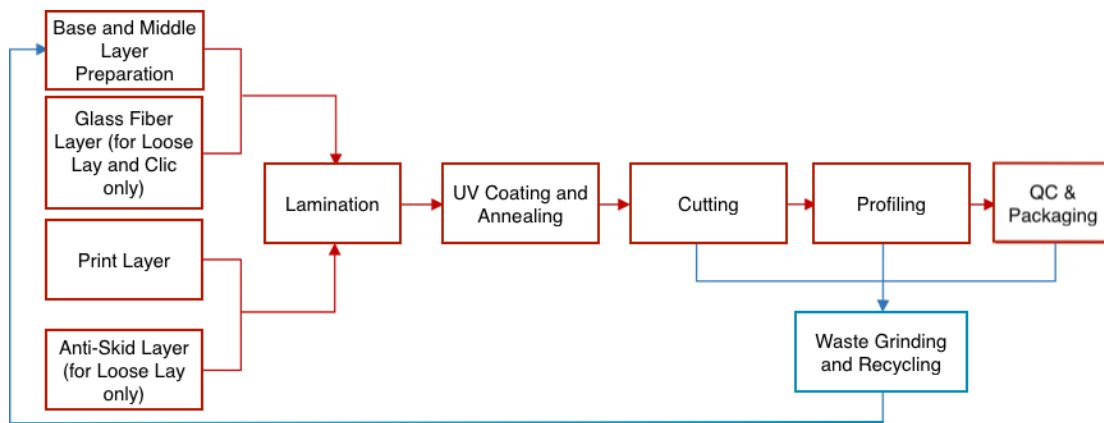 Base and Middle
Layer
Preparation
Glass Fiber
Layer (for Loose
Lay and Clic
only)
Print Layer
Anti-Skid Layer
(for Loose Lay
only)
Lamination
UV Coating and
Annealing
Cutting
Profiling
QC &
Packaging
Waste Grinding
and Recycling